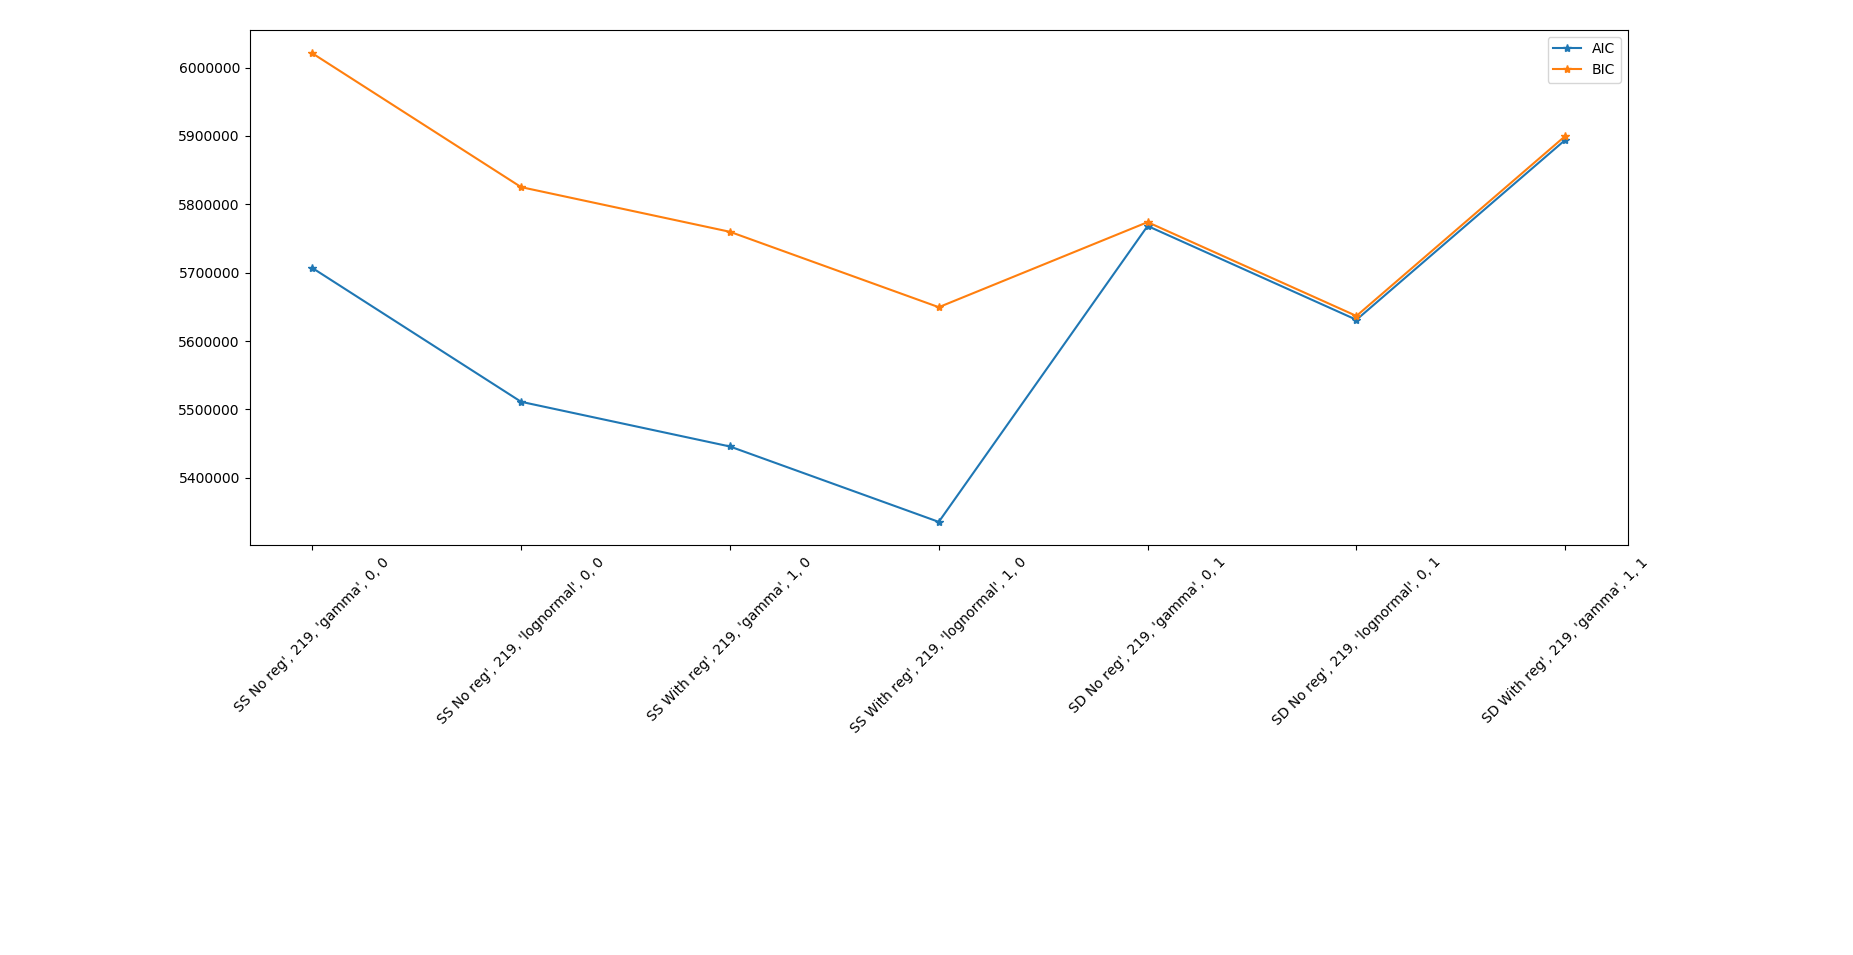 6000000
5900000
5800000
5700000
5600000
5500000
5400000
AIC
BIC
SS No reg', 219, 'gamma', 0, 0
SS No reg', 219, 'lognormal', 0, 0
SS With reg', 219, 'gamma', 1, 0
SS With reg', 219, 'lognormal', 1, 0
SD No reg', 219, 'gamma', 0, 1
SD No reg', 219, 'lognormal', 0, 1
SD With reg', 219, 'gamma', 1, 1